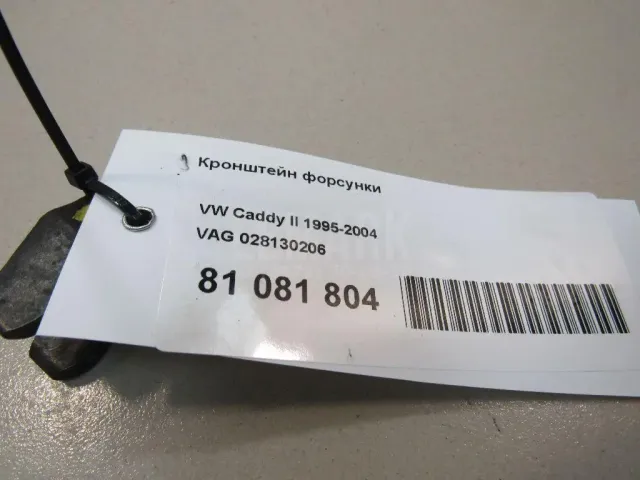 Кронштейн форсунки
VW Caddy II 1995-2004
VAG 028130206
81 081 804